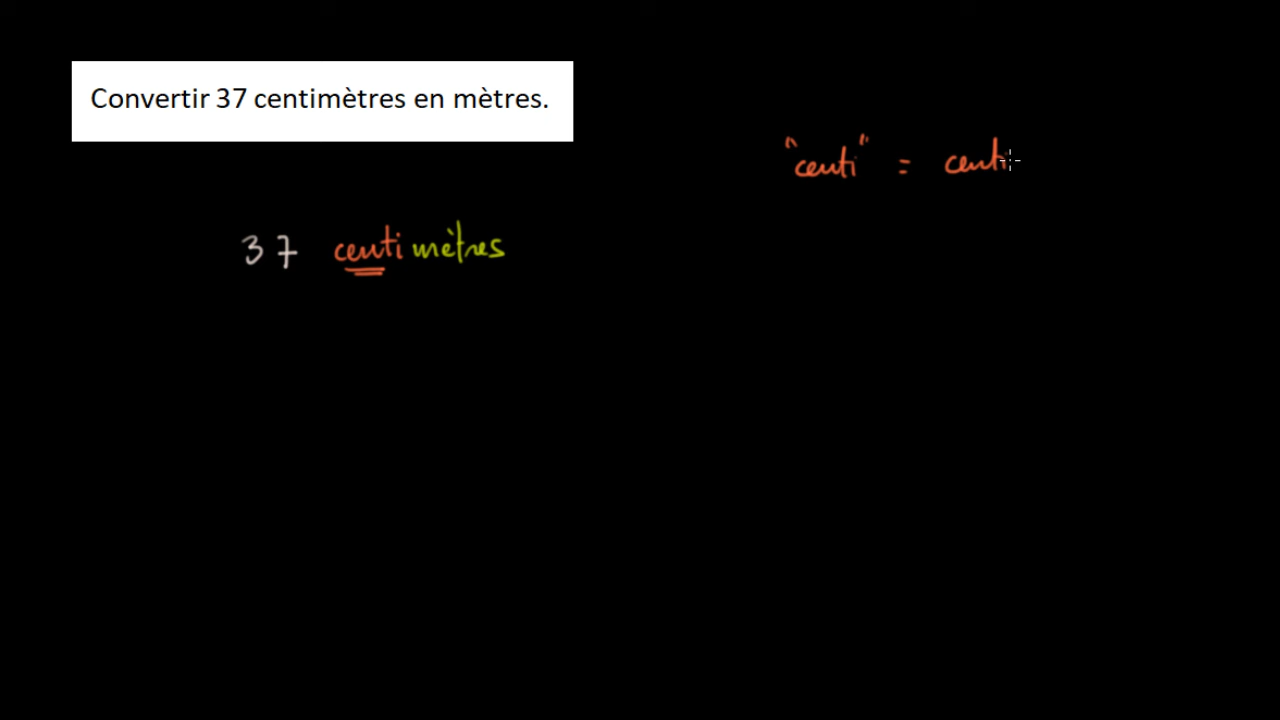 Convertir 37 centimètres en mètres.
"centi" = centi
37 centimètres